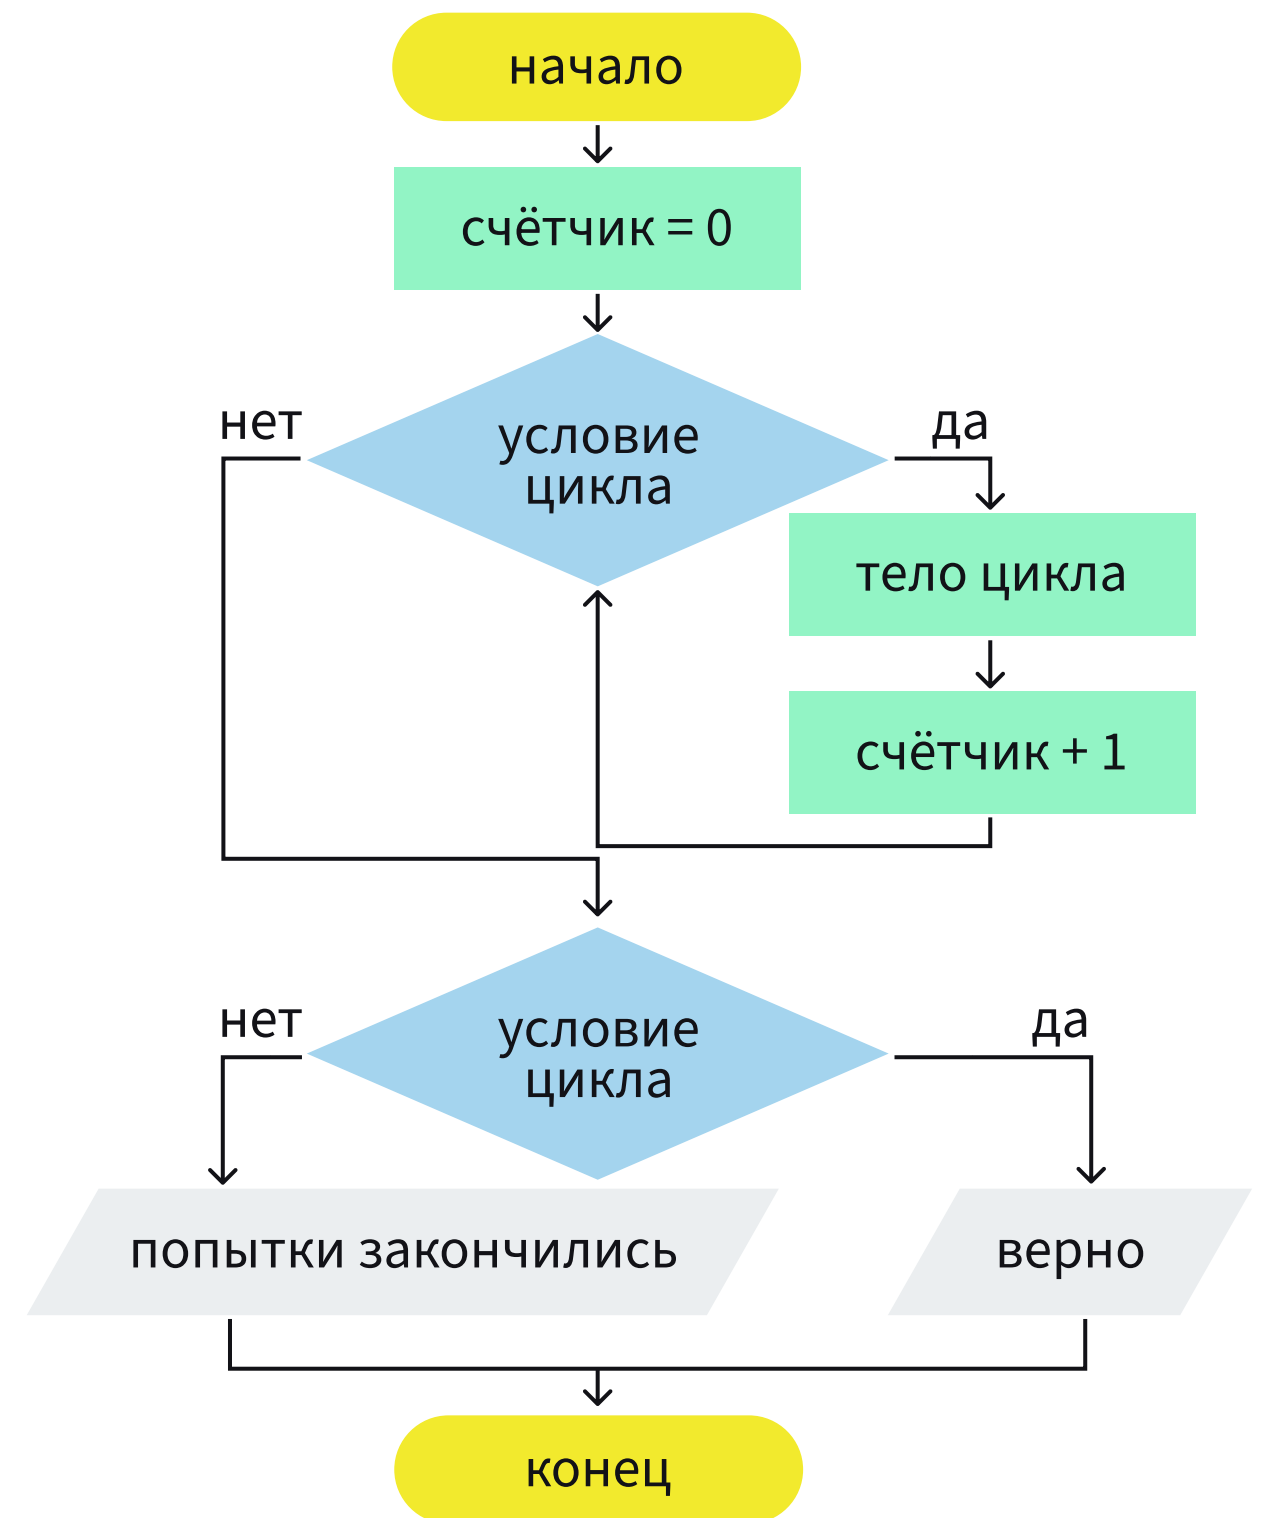 начало
счётчик = 0
нет
да
условие
цикла
тело цикла
счётчик + 1
нет
да
условие
цикла
попытки закончились
верно
конец